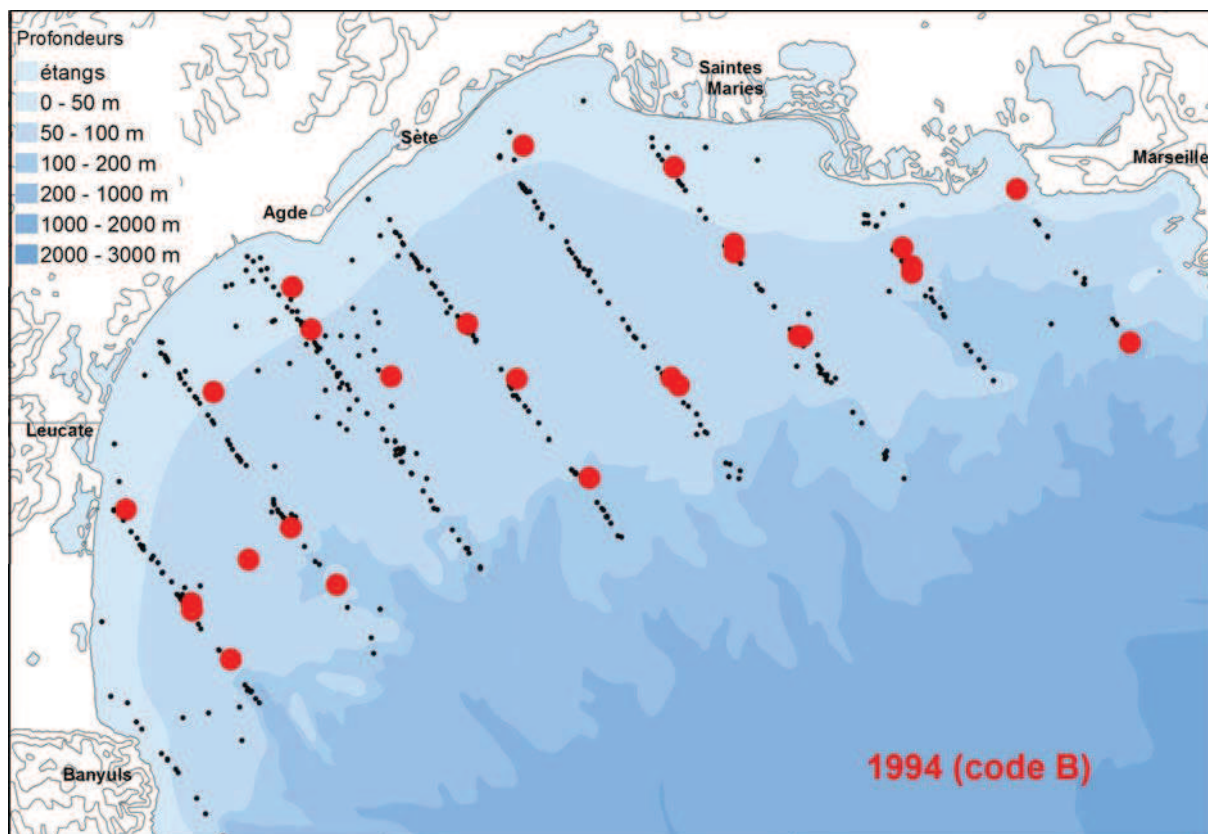 Profondeurs
étangs
0 - 50 m
50 - 100 m
100 - 200 m
200 - 1000 m
1000 - 2000 m
2000 - 3000 m
Saintes
Maries
Sète
Marseille
Agde
Leucate
Banyuls
1994 (code B)